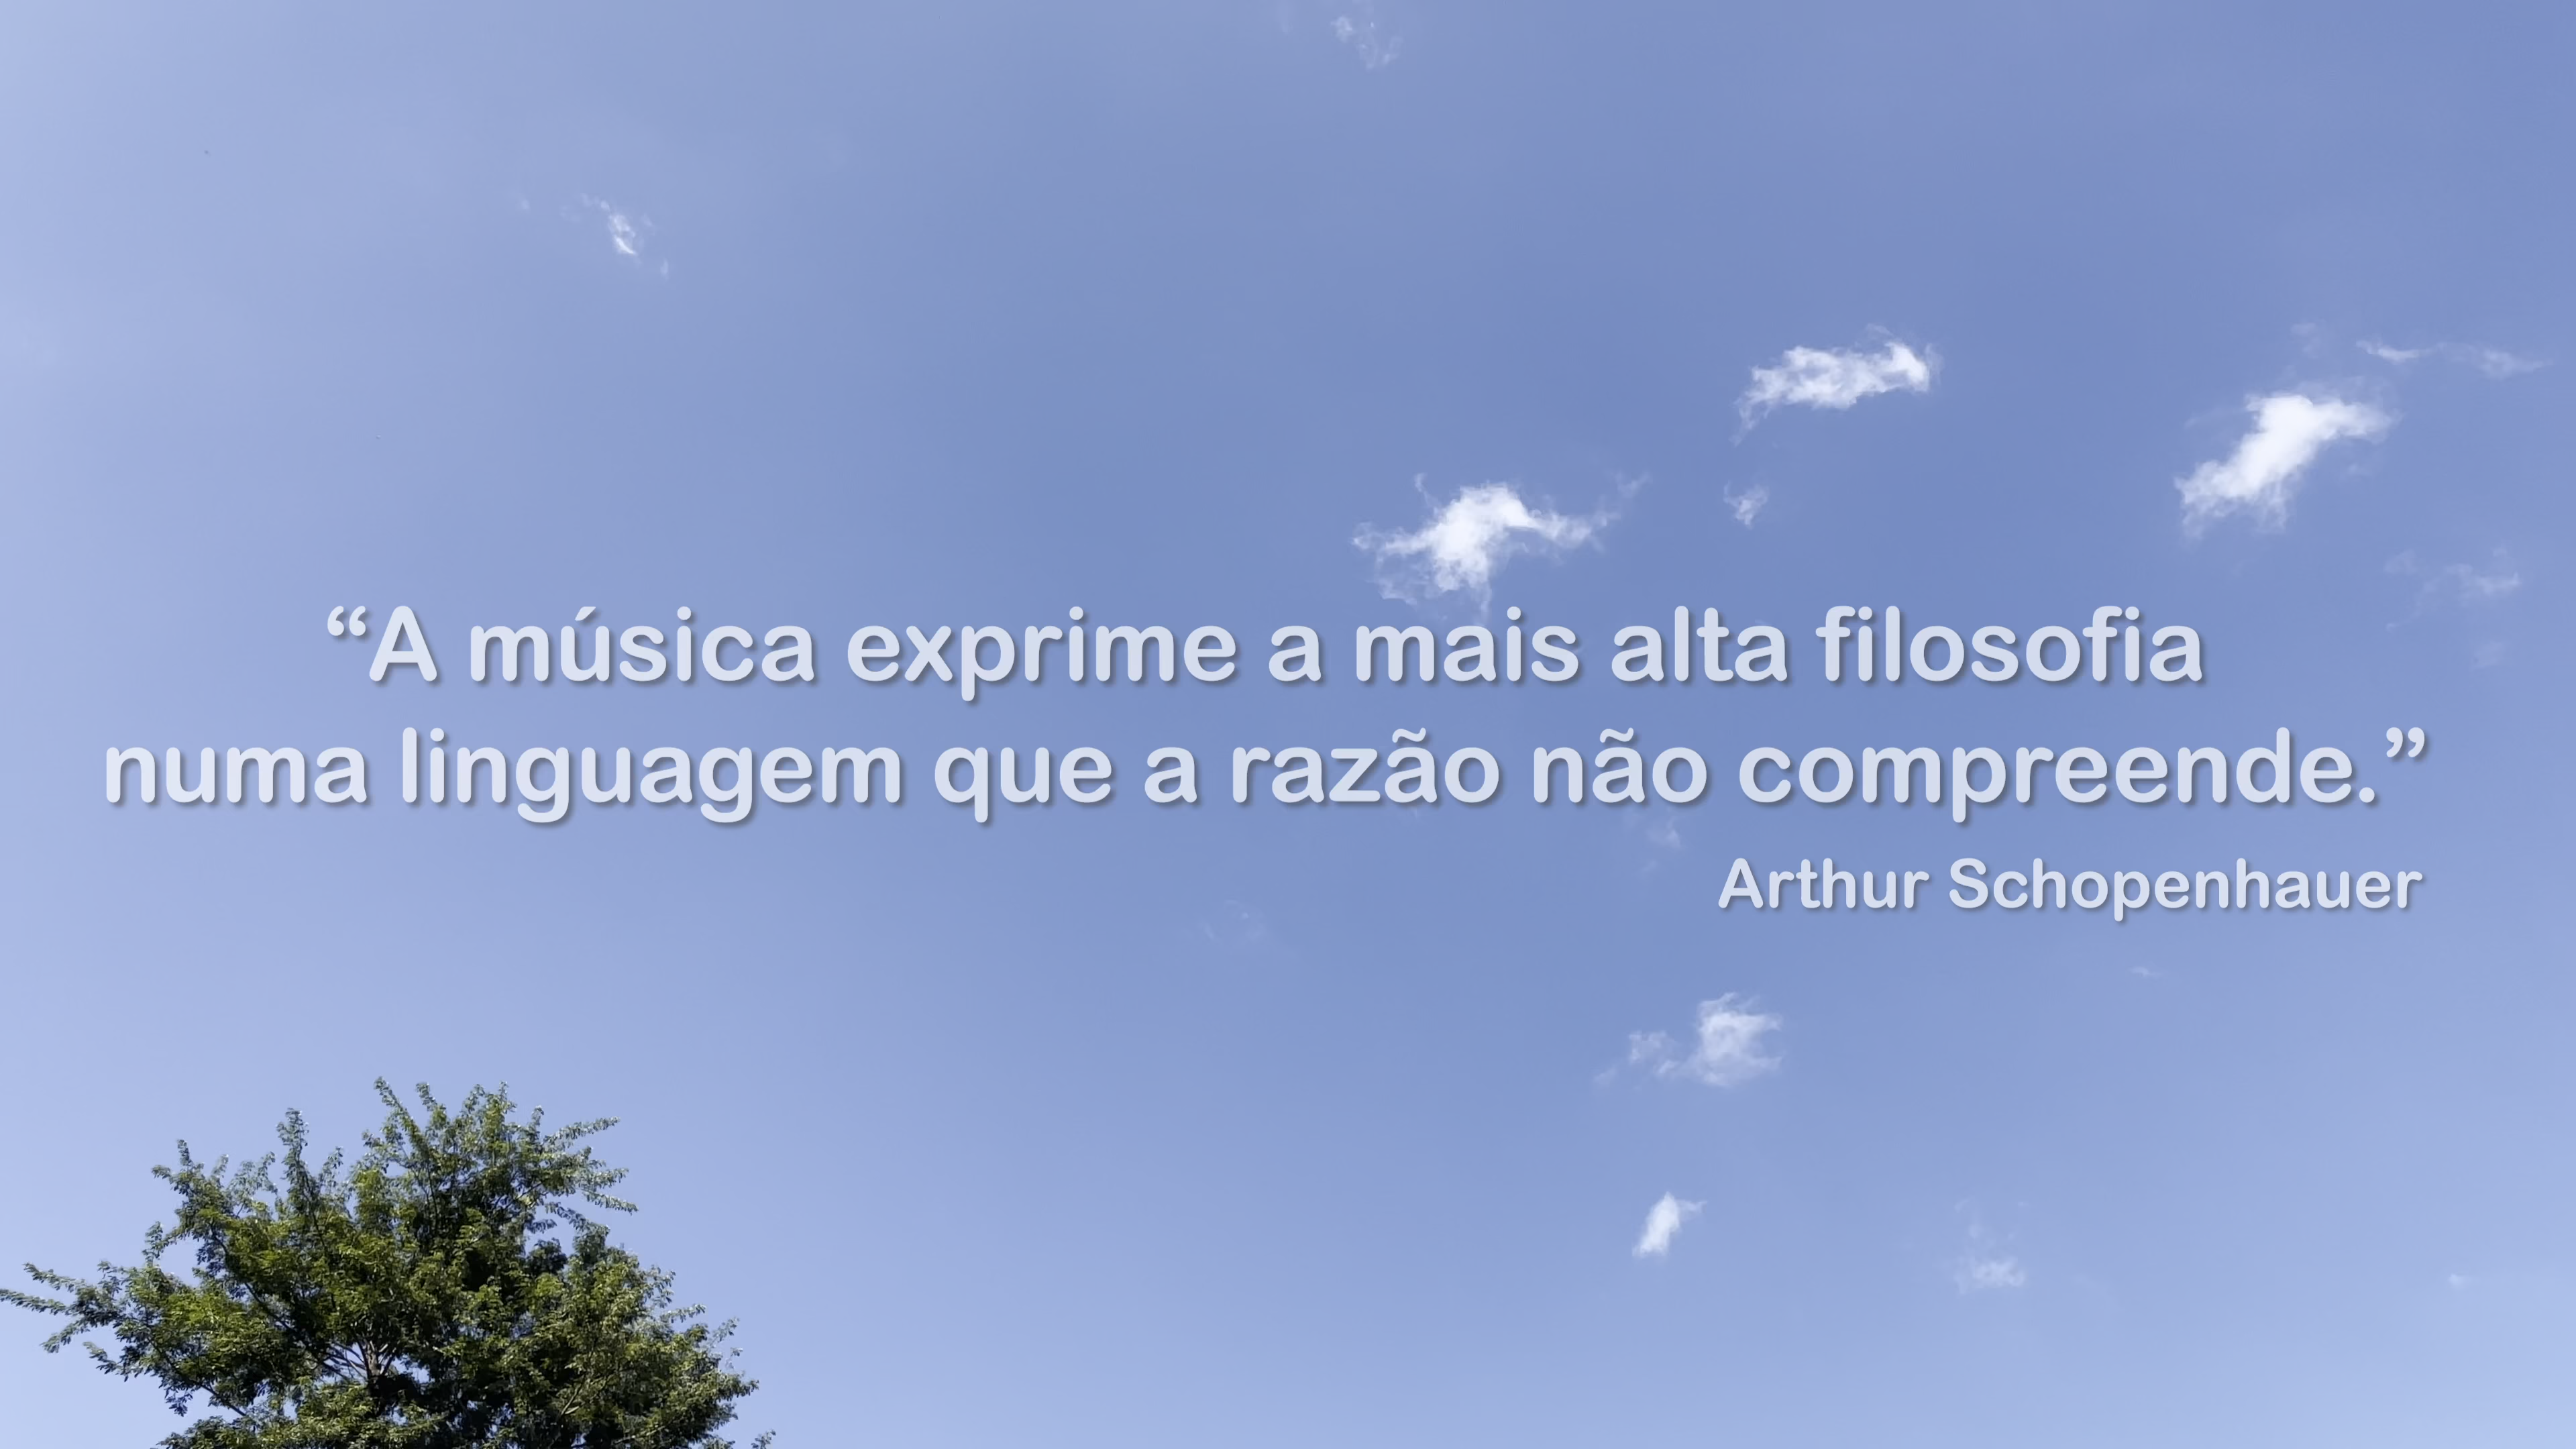 “A música exprime a mais alta filosofia
numa linguagem que a razão não compreende.”
Arthur Schopenhauer